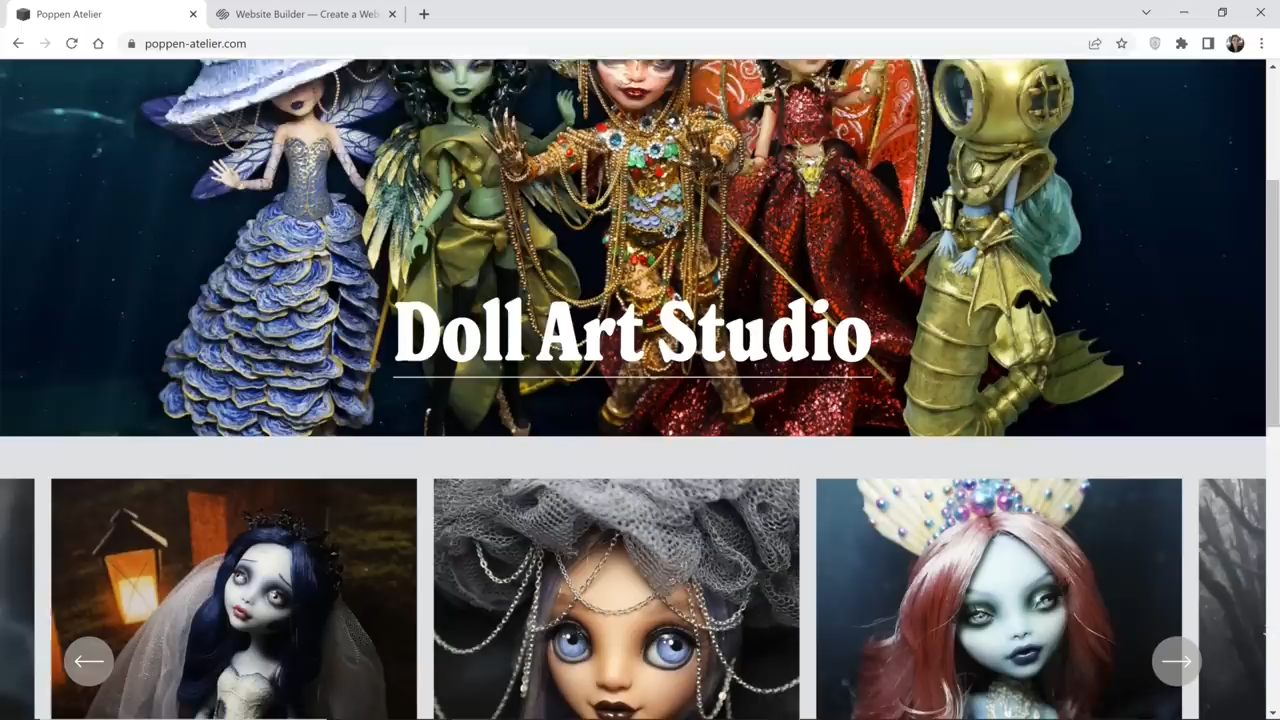 Poppen Atelier
Website Builder — Create a Web
poppen-atelier.com
Doll Art Studio